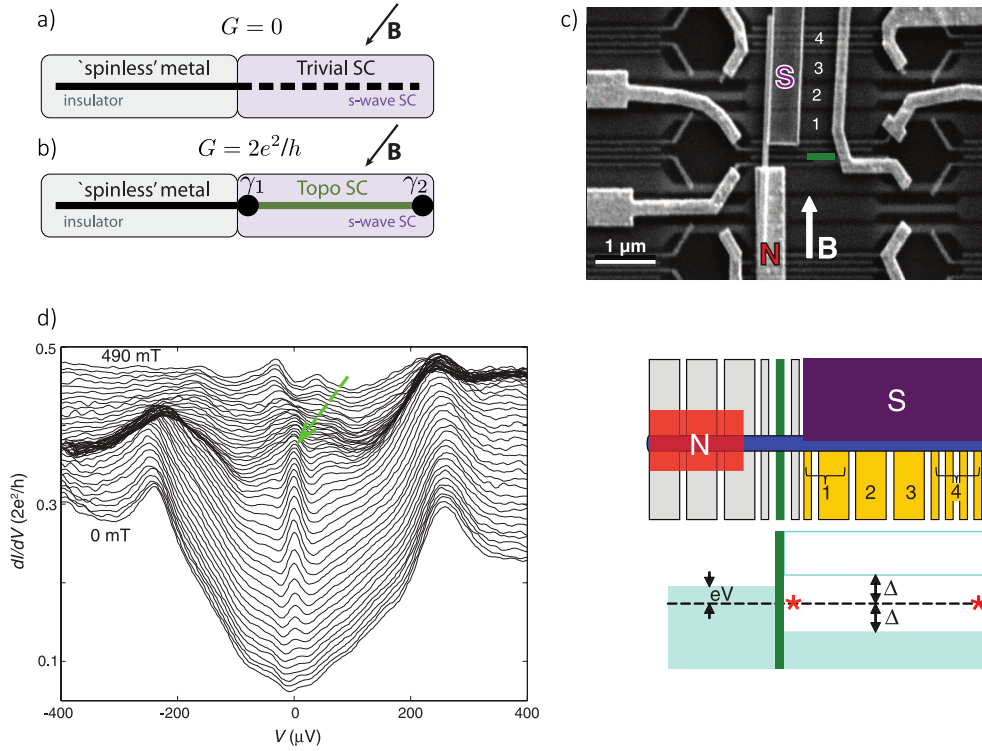 a)
G = 0
B
`spinless' metal
Trivial SC
insulator
s-wave SC
b)
G = 2e²/h
B
`spinless' metal
γ1
Topo SC
γ2
insulator
s-wave SC
c)
4
S
3
2
1
B
1 µm
N
d)
0.5
490 mT
0.3
0 mT
0.1
dI/dV (2e²/h)
-400
-200
0
200
400
V (µV)
S
N
1
2
3
4
eV
Δ
Δ